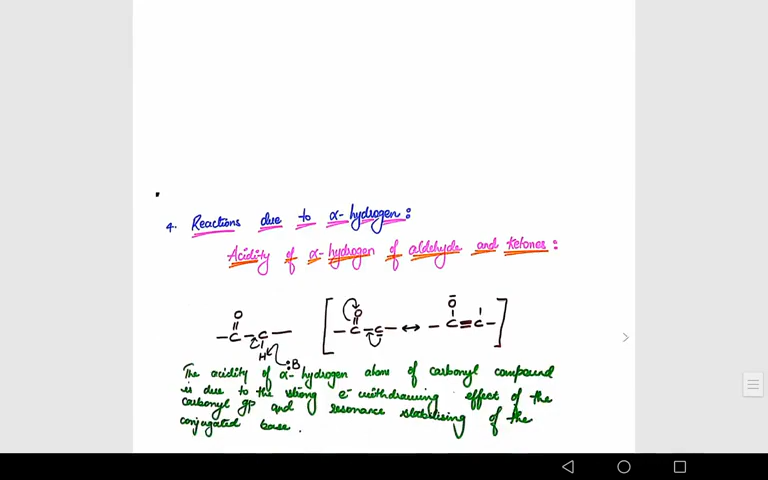 4. Reactions due to α-hydrogen:
Acidity of α-hydrogen of aldehyde and Ketones:
O O Ō
-C-C- [ -C-C- ↔ -C=C- ]
H :B
The acidity of α-hydrogen atoms of carbonyl compound
is due to the strong e- withdrawing effect of the
carbonyl gp and resonance stabilising of the
conjugated base.